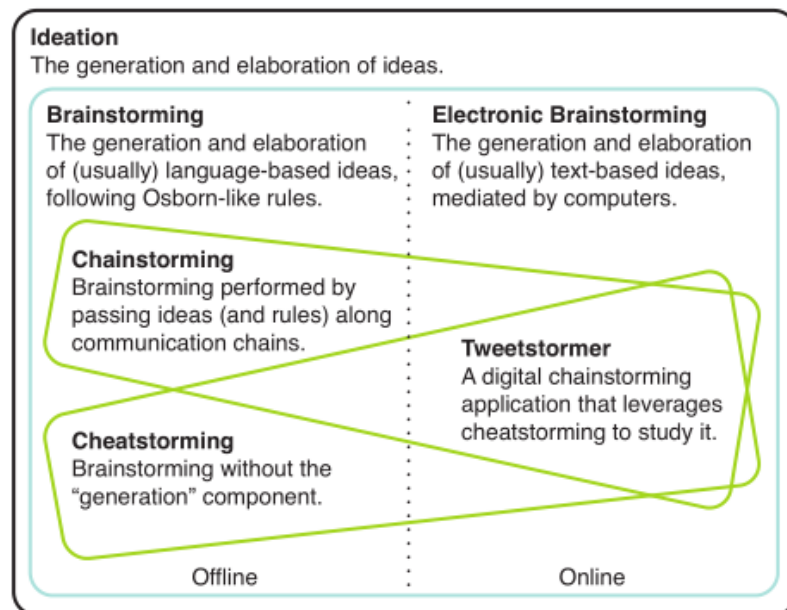 Ideation
The generation and elaboration of ideas.
Brainstorming
The generation and elaboration
of (usually) language-based ideas,
following Osborn-like rules.
Electronic Brainstorming
The generation and elaboration
of (usually) text-based ideas,
mediated by computers.
Chainstorming
Brainstorming performed by
passing ideas (and rules) along
communication chains.
Tweetstormer
A digital chainstorming
application that leverages
cheatstorming to study it.
Cheatstorming
Brainstorming without the
“generation” component.
Offline
Online